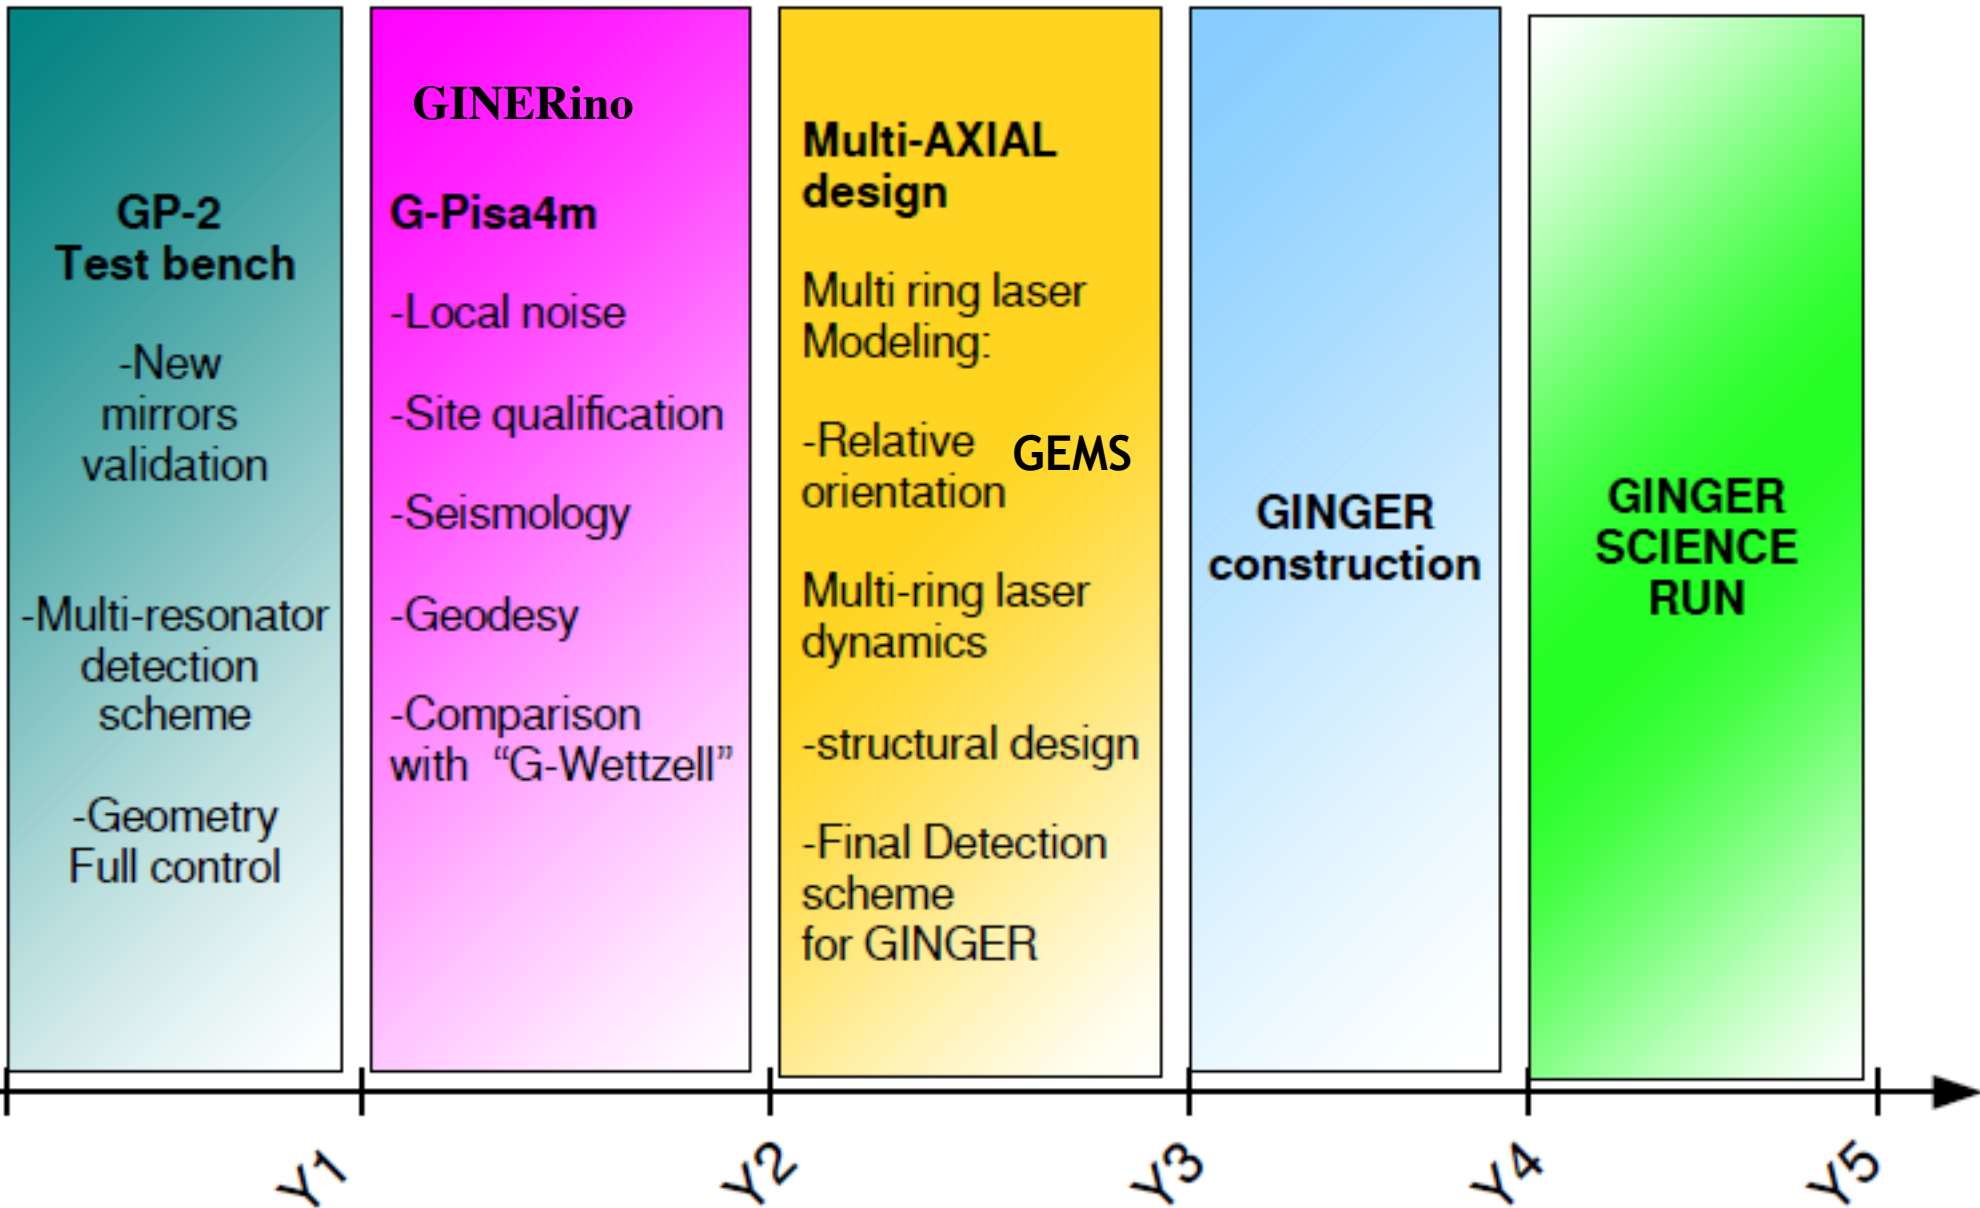 GP-2
Test bench
-New
mirrors
validation
-Multi-resonator
detection
scheme
-Geometry
Full control
GINERino
G-Pisa4m
-Local noise
-Site qualification
-Seismology
-Geodesy
-Comparison
with “G-Wettzell”
Multi-AXIAL
design
Multi ring laser
Modeling:
-Relative
orientation
GEMS
Multi-ring laser
dynamics
-structural design
-Final Detection
scheme
for GINGER
GINGER
construction
GINGER
SCIENCE
RUN
Y1
Y2
Y3
Y4
Y5